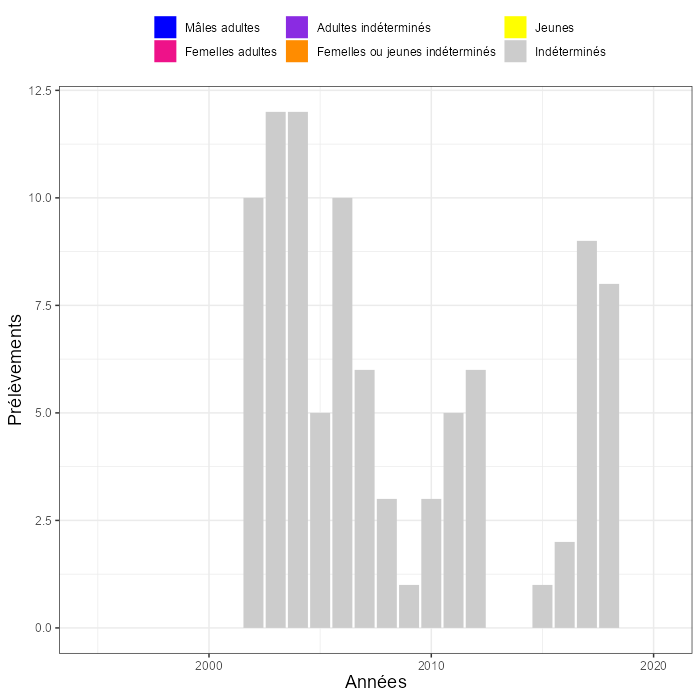 Mâles adultes
Adultes indéterminés
Jeunes
Femelles adultes
Femelles ou jeunes indéterminés
Indéterminés
12.5
10.0
7.5
5.0
2.5
0.0
Prélèvements
2000
2010
2020
Années